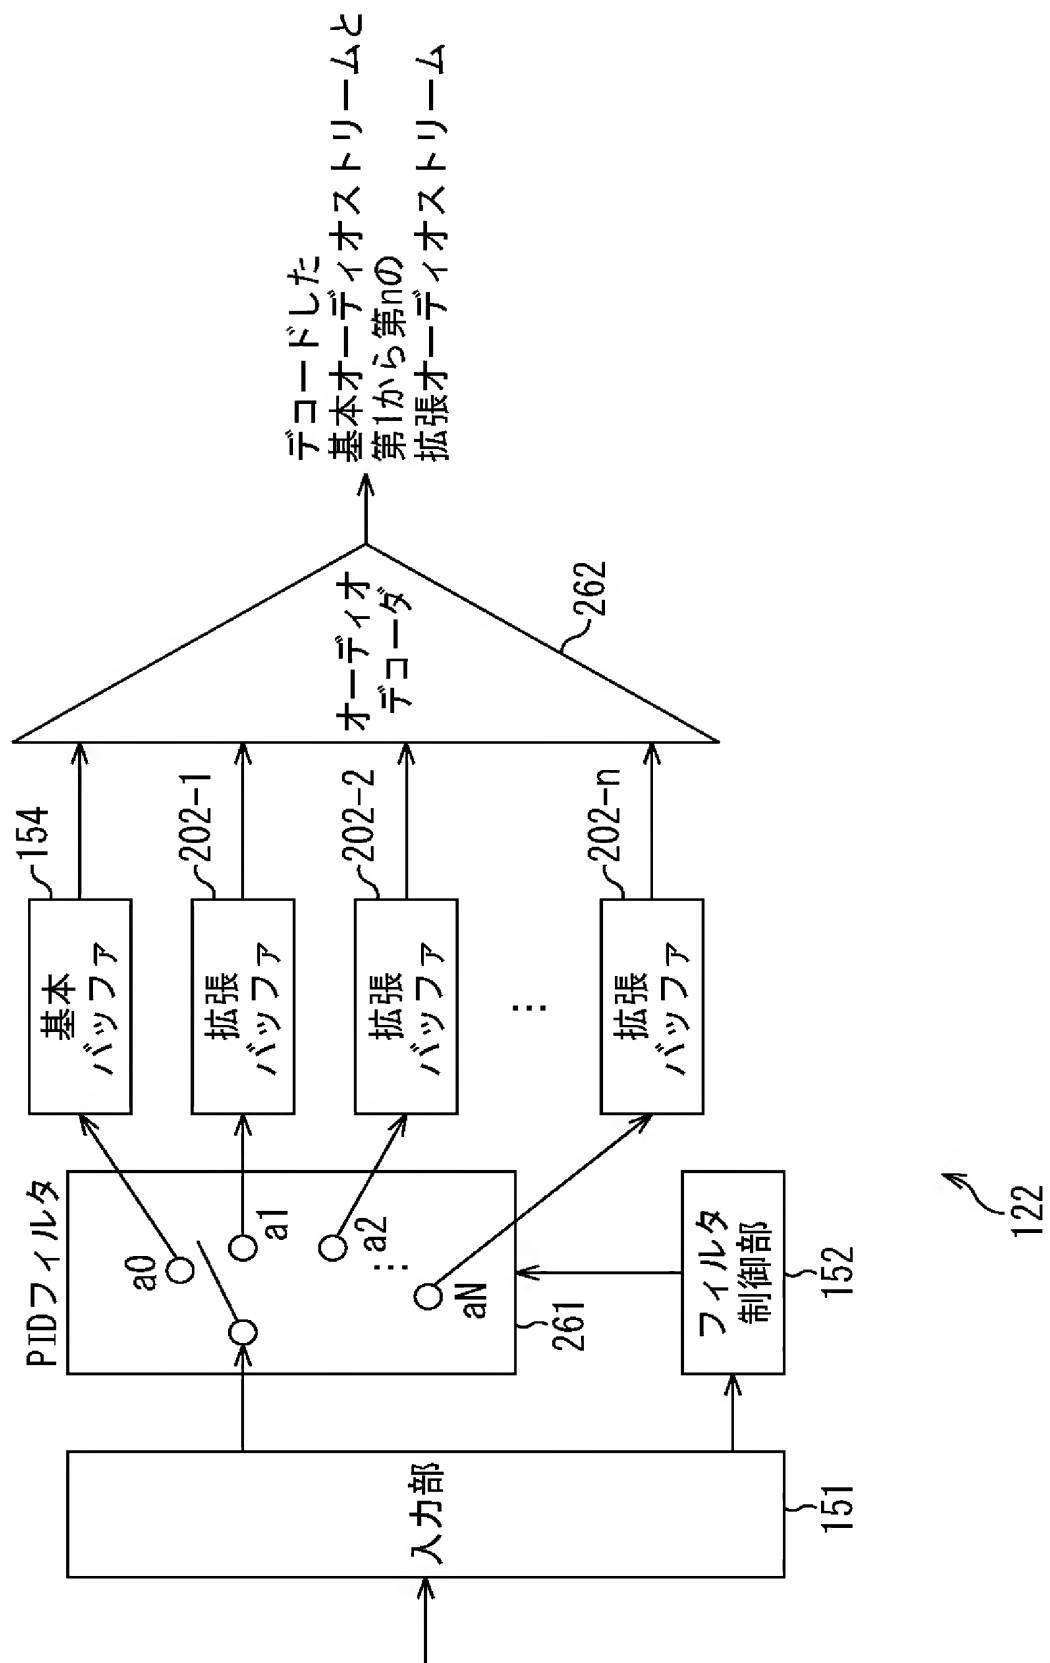 入力部
151
PIDフィルタ
a0
a1
a2
⋮
aN
261
フィルタ
制御部
152
基本
バッファ
154
拡張
バッファ
202-1
拡張
バッファ
202-2
⋮
拡張
バッファ
202-n
オーディオ
デコーダ
262
デコードした
基本オーディオストリームと
第1から第nの
拡張オーディオストリーム
122